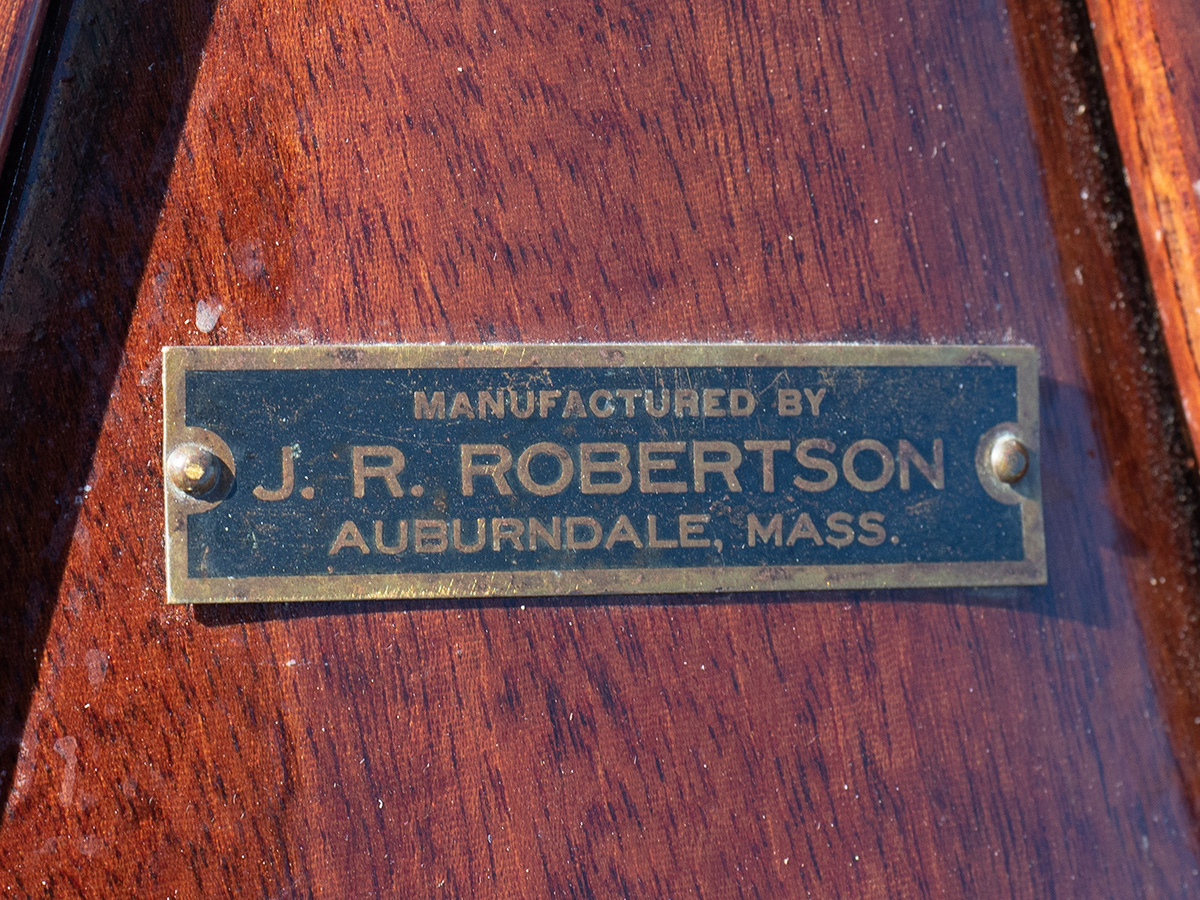 MANUFACTURED BY
J. R. ROBERTSON
AUBURNDALE, MASS.